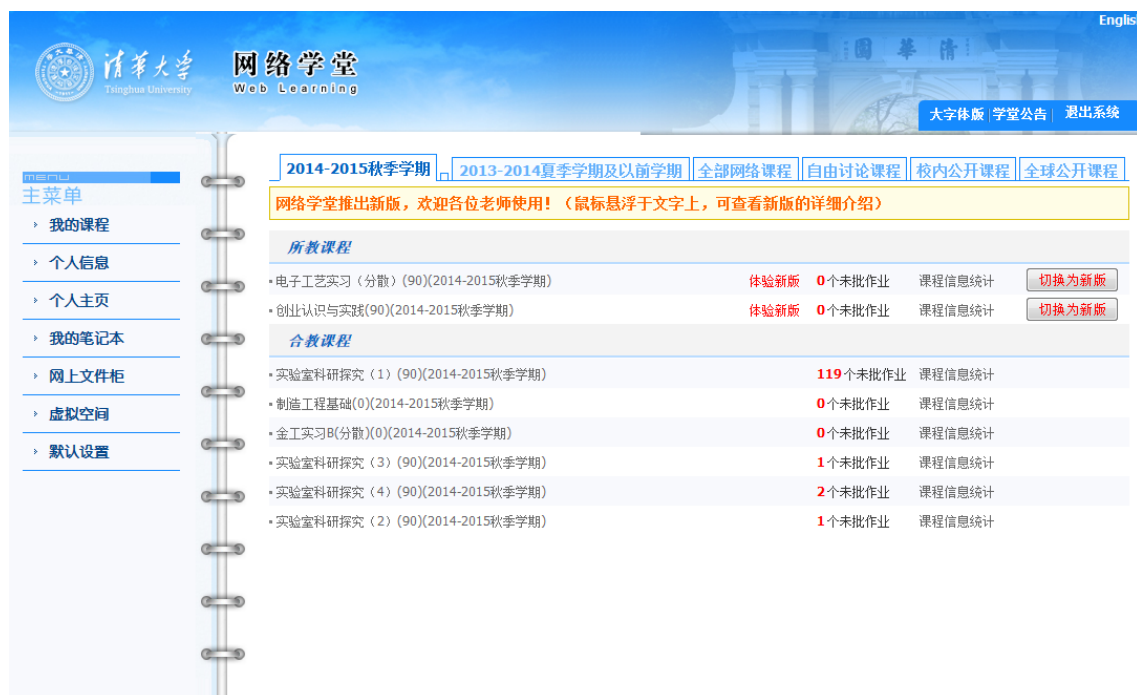 English
清华大学
Tsinghua University
网络学堂
Web Learning
清華園
大字体版 | 学堂公告 | 退出系统
MENU
主菜单
我的课程
个人信息
个人主页
我的笔记本
网上文件柜
虚拟空间
默认设置
2014-2015秋季学期 2013-2014夏季学期及以前学期 全部网络课程 自由讨论课程 校内公开课程 全球公开课程
网络学堂推出新版，欢迎各位老师使用！（鼠标悬浮于文字上，可查看新版的详细介绍）
所教课程
电子工艺实习（分散）(90)(2014-2015秋季学期) 体验新版 0个未批作业 课程信息统计 切换为新版
创业认识与实践(90)(2014-2015秋季学期) 体验新版 0个未批作业 课程信息统计 切换为新版
合教课程
实验室科研探究（1）(90)(2014-2015秋季学期) 119个未批作业 课程信息统计
制造工程基础(0)(2014-2015秋季学期) 0个未批作业 课程信息统计
金工实习B(分散)(0)(2014-2015秋季学期) 0个未批作业 课程信息统计
实验室科研探究（3）(90)(2014-2015秋季学期) 1个未批作业 课程信息统计
实验室科研探究（4）(90)(2014-2015秋季学期) 2个未批作业 课程信息统计
实验室科研探究（2）(90)(2014-2015秋季学期) 1个未批作业 课程信息统计